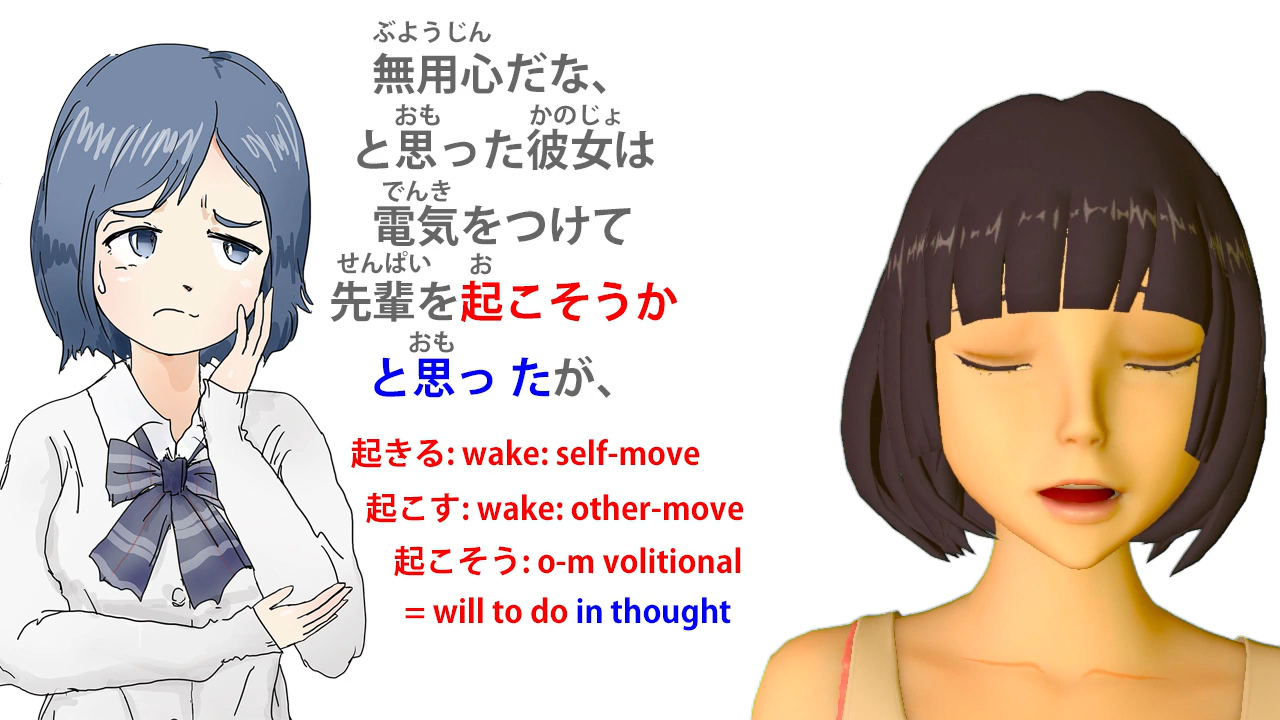 ぶようじん
無用心だな、
おも かのじょ
と思った彼女は
でんき
電気をつけて
せんぱい お
先輩を起こそうか
おも
と思っ たが、
起きる: wake: self-move
起こす: wake: other-move
起こそう: o-m volitional
= will to do in thought